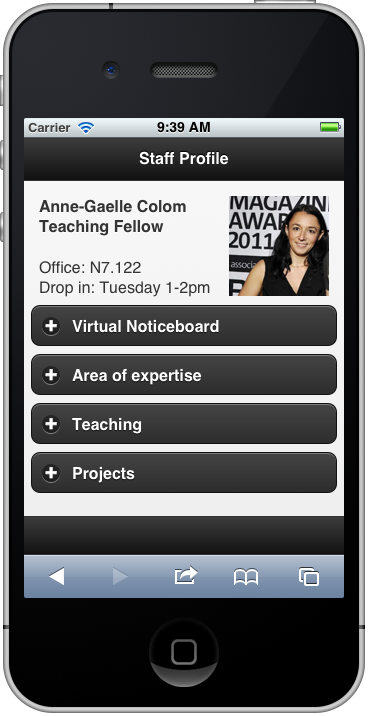 Carrier
9:39 AM
Staff Profile
Anne-Gaelle Colom
Teaching Fellow
Office: N7.122
Drop in: Tuesday 1-2pm
MAGAZIN
AWAR
2011
associa
Virtual Noticeboard
Area of expertise
Teaching
Projects